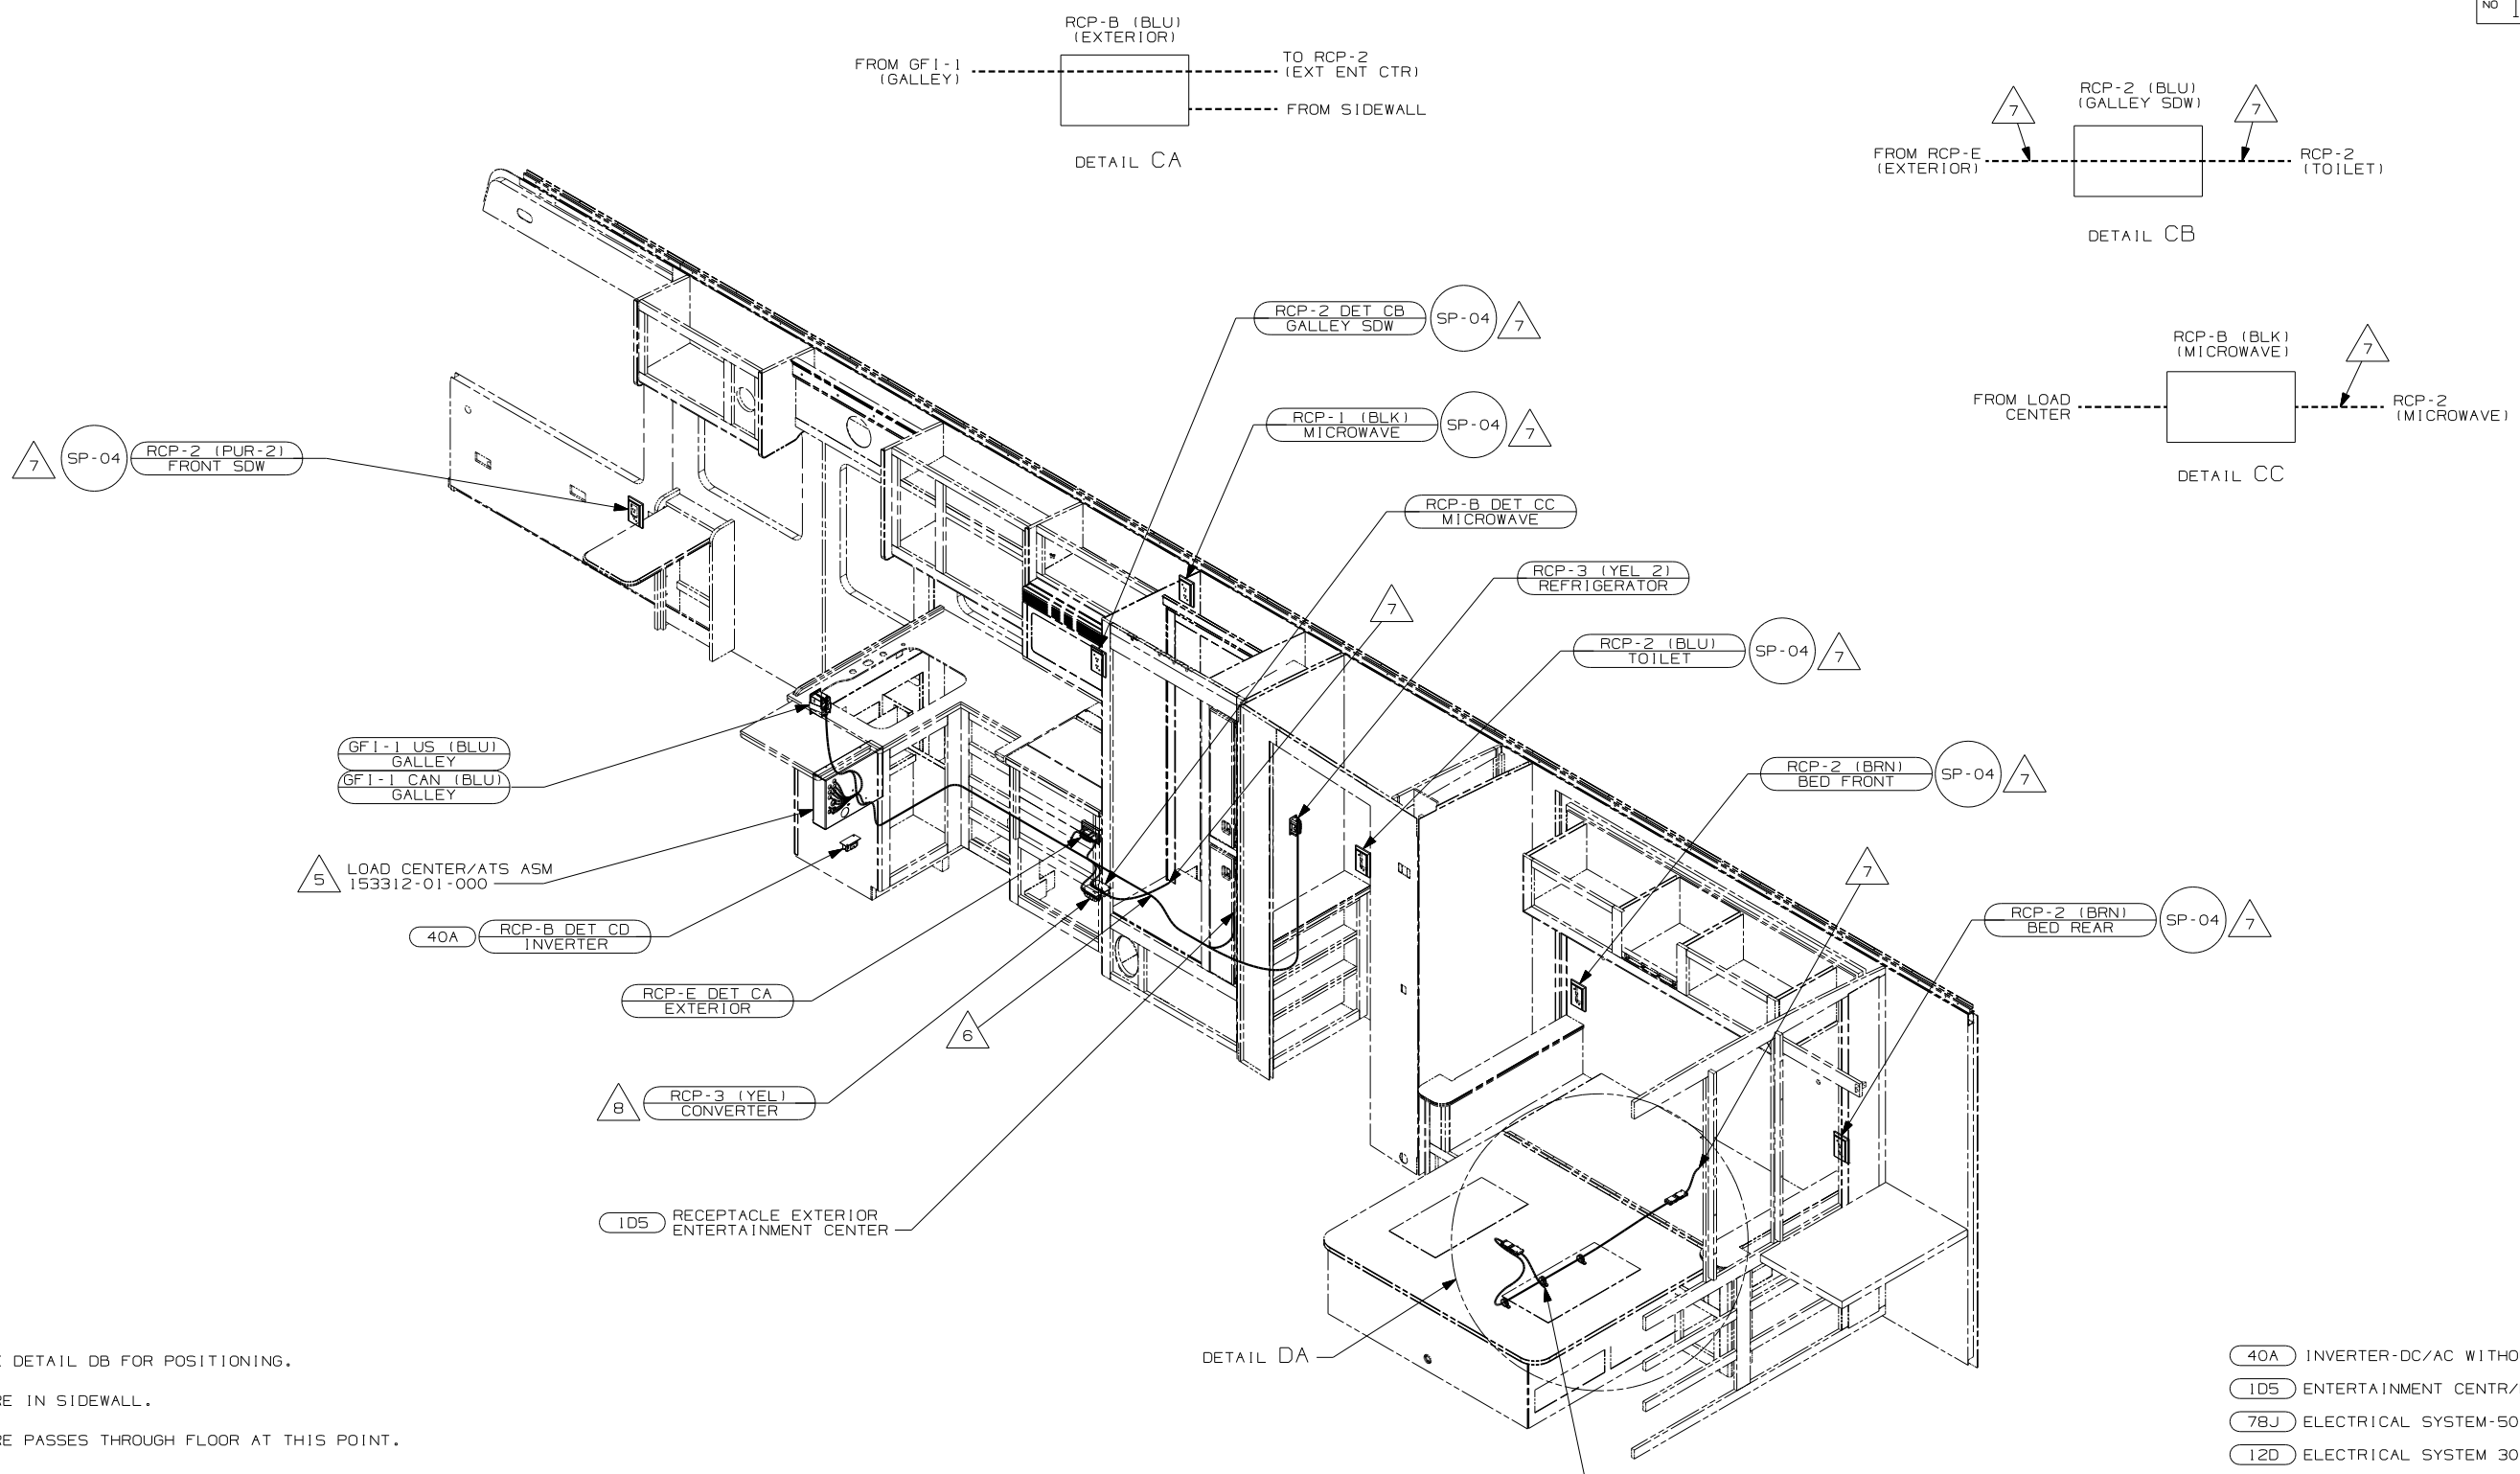 NO
RCP-B (BLU)
(EXTERIOR)
FROM GFI-1
(GALLEY)
TO RCP-2
(EXT ENT CTR)
FROM SIDEWALL
DETAIL CA
7
RCP-2 (BLU)
(GALLEY SDW)
7
FROM RCP-E
(EXTERIOR)
RCP-2
(TOILET)
DETAIL CB
RCP-B (BLK)
(MICROWAVE)
7
FROM LOAD
CENTER
RCP-2
(MICROWAVE)
DETAIL CC
RCP-2 DET CB
GALLEY SDW
SP-04
7
RCP-1 (BLK)
MICROWAVE
SP-04
7
7
SP-04
RCP-2 (PUR-2)
FRONT SDW
RCP-B DET CC
MICROWAVE
RCP-3 (YEL 2)
REFRIGERATOR
7
RCP-2 (BLU)
TOILET
SP-04
7
GFI-1 US (BLU)
GALLEY
GFI-1 CAN (BLU)
GALLEY
RCP-2 (BRN)
BED FRONT
SP-04
7
5
LOAD CENTER/ATS ASM
153312-01-000
7
40A
RCP-B DET CD
INVERTER
RCP-2 (BRN)
BED REAR
SP-04
7
RCP-E DET CA
EXTERIOR
6
8
RCP-3 (YEL)
CONVERTER
1D5
RECEPTACLE EXTERIOR
ENTERTAINMENT CENTER
DETAIL DA
DETAIL DB FOR POSITIONING.
IN SIDEWALL.
PASSES THROUGH FLOOR AT THIS POINT.
40A INVERTER-DC/AC WITHO
1D5 ENTERTAINMENT CENTR/
78J ELECTRICAL SYSTEM-50
12D ELECTRICAL SYSTEM 30